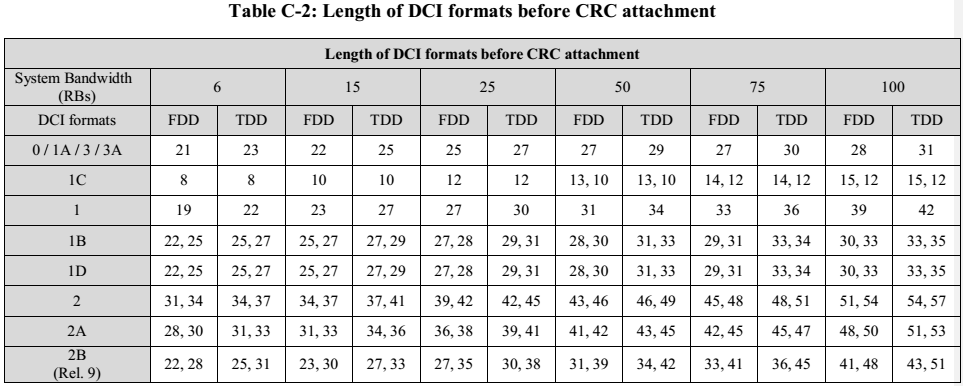 Table C-2: Length of DCI formats before CRC attachment
Length of DCI formats before CRC attachment
System Bandwidth (RBs) 6 15 25 50 75 100
DCI formats FDD TDD FDD TDD FDD TDD FDD TDD FDD TDD FDD TDD
0 / 1A / 3 / 3A 21 23 22 25 25 27 27 29 27 30 28 31
1C 8 8 10 10 12 12 13, 10 13, 10 14, 12 14, 12 15, 12 15, 12
1 19 22 23 27 27 30 31 34 33 36 39 42
1B 22, 25 25, 27 25, 27 27, 29 27, 28 29, 31 28, 30 31, 33 29, 31 33, 34 30, 33 33, 35
1D 22, 25 25, 27 25, 27 27, 29 27, 28 29, 31 28, 30 31, 33 29, 31 33, 34 30, 33 33, 35
2 31, 34 34, 37 34, 37 37, 41 39, 42 42, 45 43, 46 46, 49 45, 48 48, 51 51, 54 54, 57
2A 28, 30 31, 33 31, 33 34, 36 36, 38 39, 41 41, 42 43, 45 42, 45 45, 47 48, 50 51, 53
2B (Rel. 9) 22, 28 25, 31 23, 30 27, 33 27, 35 30, 38 31, 39 34, 42 33, 41 36, 45 41, 48 43, 51